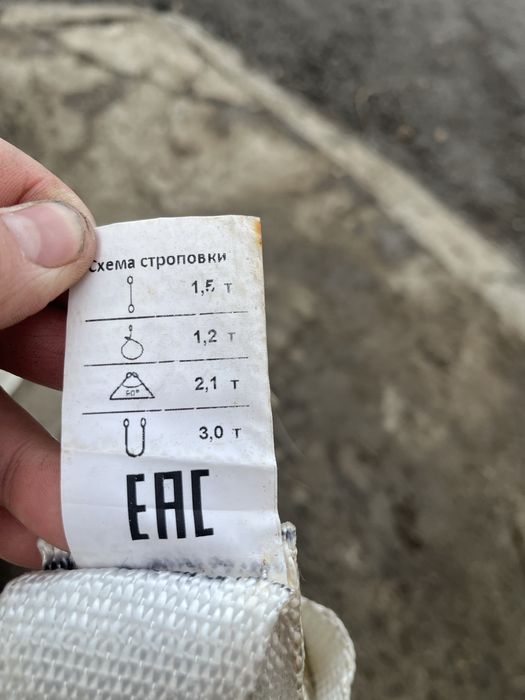 Схема строповки
1,5 т
1,2 т
60° 2,1 т
3,0 т
EAC